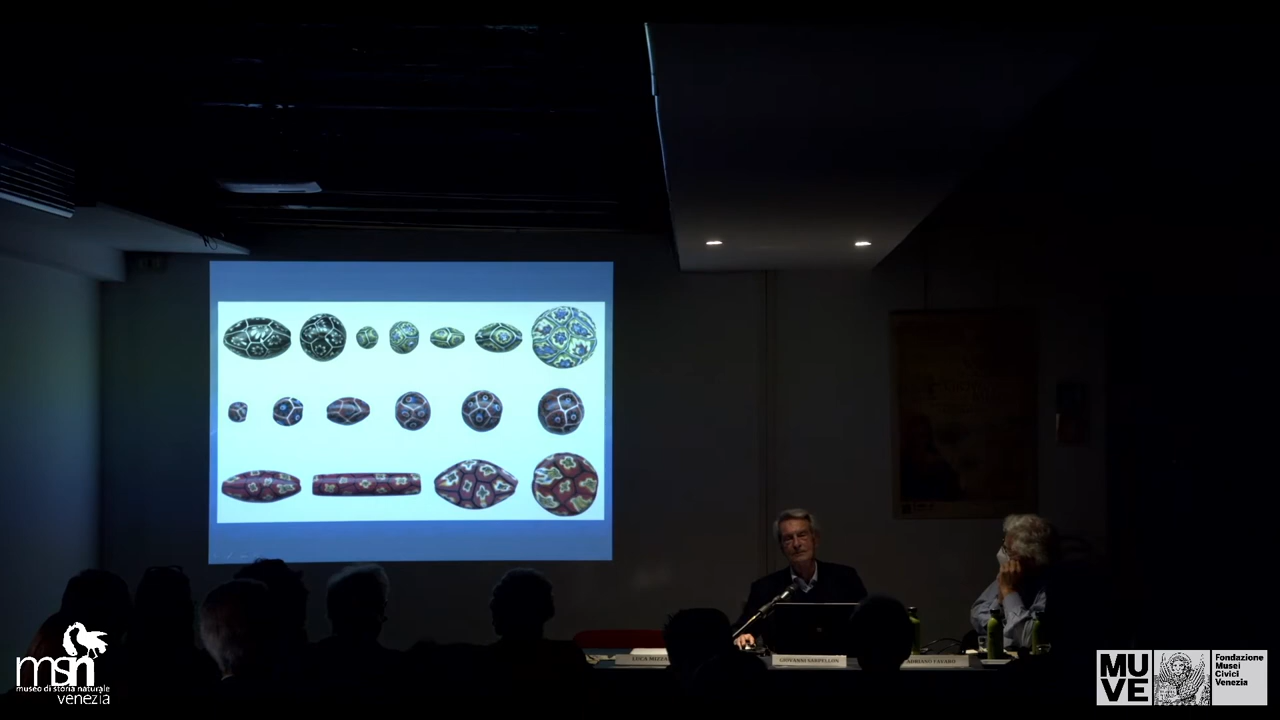 LUCA MIZZAN
GIOVANNI SARPELLON
ADRIANO FAVARO
msn
museo di storia naturale
venezia
MU
VE
Fondazione
Musei
Civici
Venezia